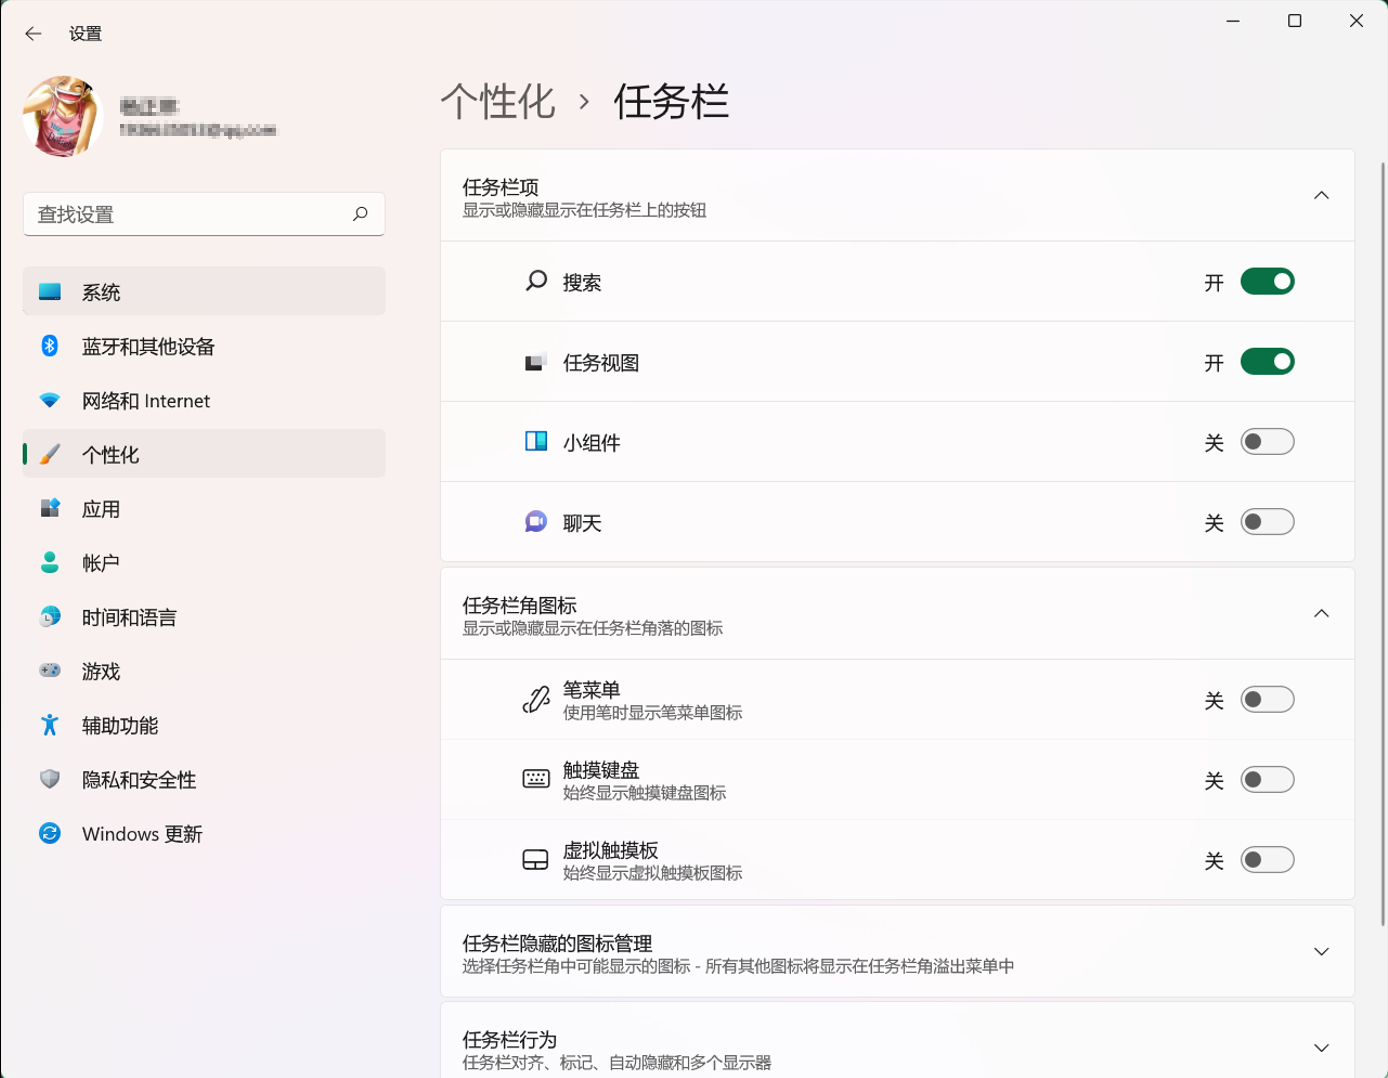 设置
个性化 › 任务栏
查找设置
系统
蓝牙和其他设备
网络和 Internet
个性化
应用
帐户
时间和语言
游戏
辅助功能
隐私和安全性
Windows 更新
任务栏项
显示或隐藏显示在任务栏上的按钮
搜索 开
任务视图 开
小组件 关
聊天 关
任务栏角图标
显示或隐藏显示在任务栏角落的图标
笔菜单 关
使用笔时显示笔菜单图标
触摸键盘 关
始终显示触摸键盘图标
虚拟触摸板 关
始终显示虚拟触摸板图标
任务栏隐藏的图标管理
选择任务栏角中可能显示的图标 - 所有其他图标将显示在任务栏角溢出菜单中
任务栏行为
任务栏对齐、标记、自动隐藏和多个显示器